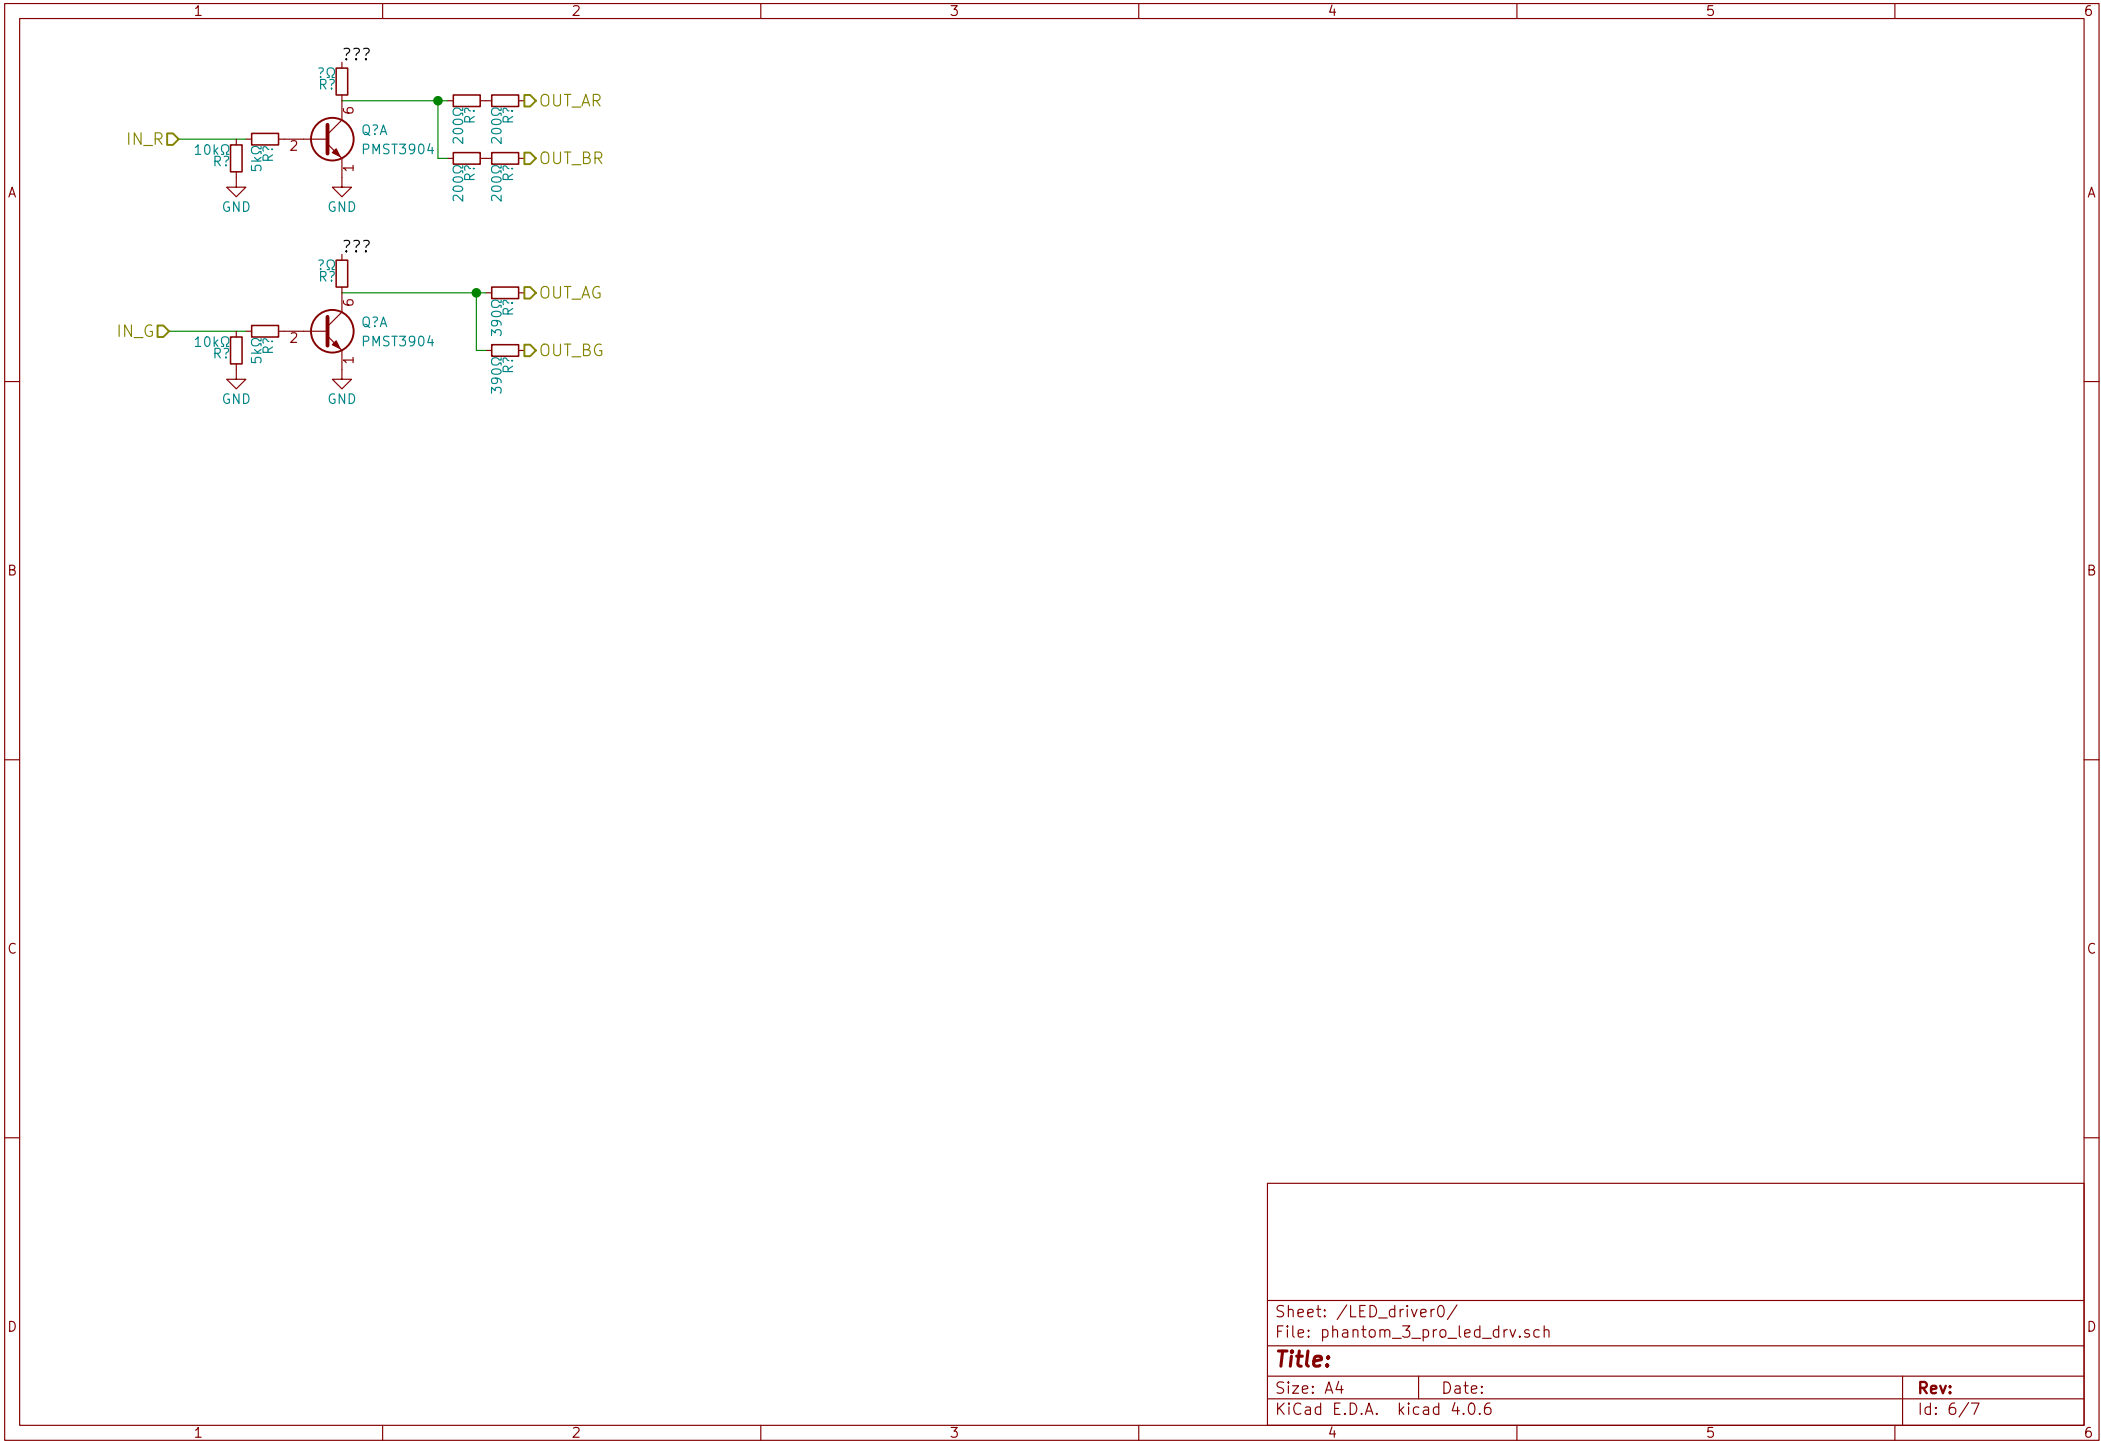 1 2 3 4 5 6
???
?Ω
R?
6
OUT_AR
200Ω R? 200Ω R?
Q?A
IN_R
2
PMST3904
10kΩ
R?
5kΩ R?
1
OUT_BR
200Ω R? 200Ω R?
A A
GND GND
???
?Ω
R?
6
OUT_AG
390Ω R?
Q?A
IN_G
2
PMST3904
10kΩ
R?
5kΩ R?
1
OUT_BG
390Ω R?
GND GND
B B
C C
Sheet: /LED_driver0/
D D
File: phantom_3_pro_led_drv.sch
Title:
Size: A4 Date: Rev:
KiCad E.D.A. kicad 4.0.6 Id: 6/7
1 2 3 4 5 6